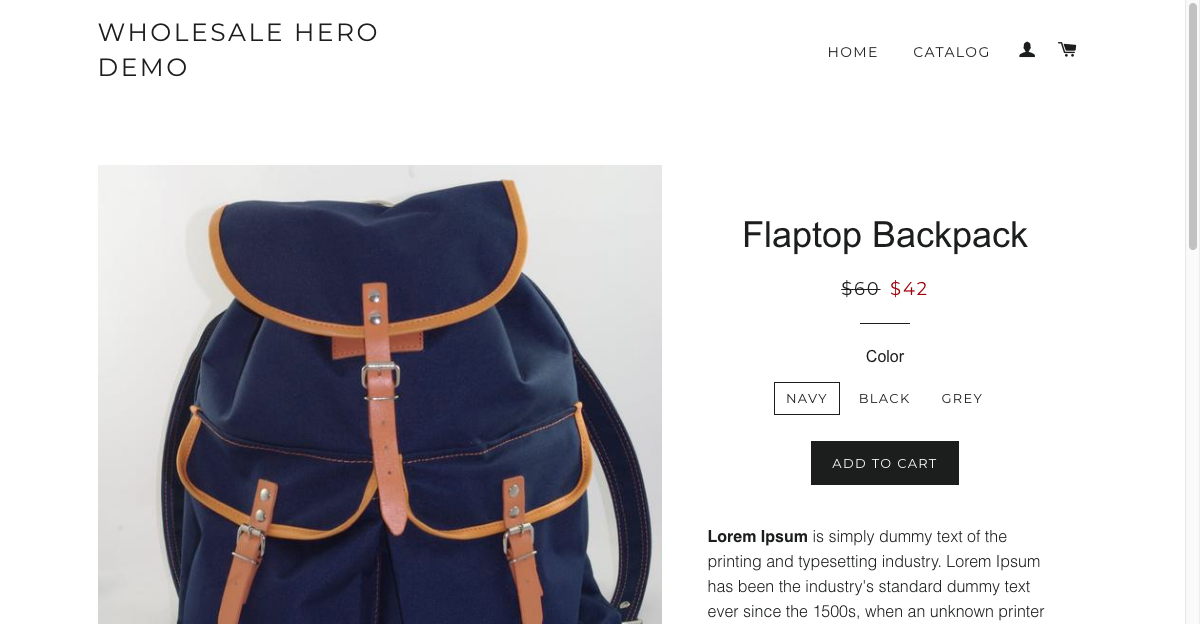 WHOLESALE HERO
DEMO
HOME CATALOG
Flaptop Backpack
$60 $42
Color
NAVY BLACK GREY
ADD TO CART
Lorem Ipsum is simply dummy text of the
printing and typesetting industry. Lorem Ipsum
has been the industry's standard dummy text
ever since the 1500s, when an unknown printer